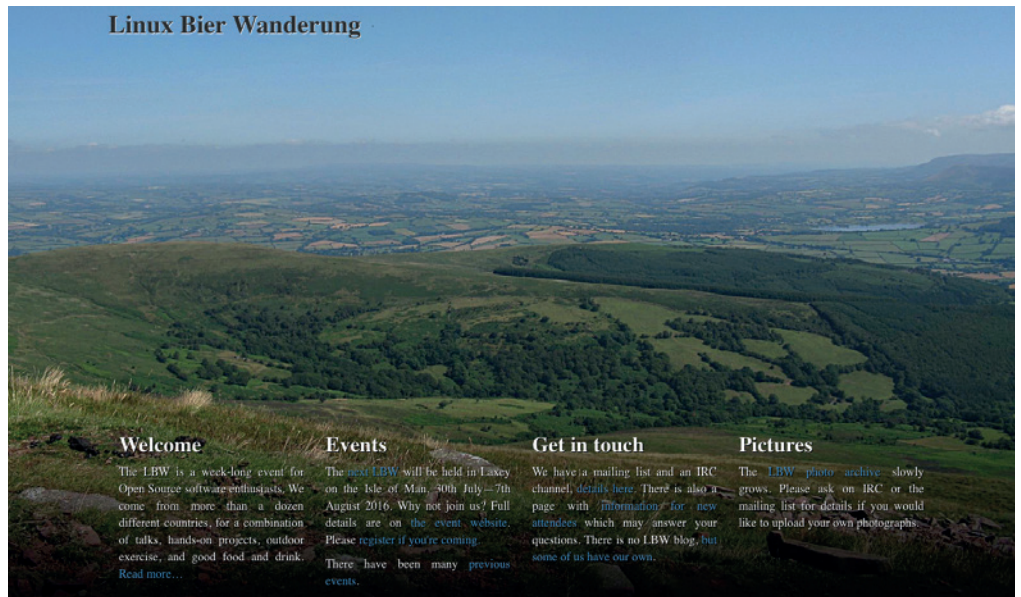 Linux Bier Wanderung
Welcome
The LBW is a week-long event for
Open Source software enthusiasts. We
come from more than a dozen
different countries, for a combination
of talks, hands-on projects, outdoor
exercise, and good food and drink.
Read more…
Events
The next LBW will be held in Laxey
on the Isle of Man, 30th July—7th
August 2016. Why not join us? Full
details are on the event website.
Please register if you're coming.
There have been many previous
events.
Get in touch
We have a mailing list and an IRC
channel, details here. There is also a
page with information for new
attendees which may answer your
questions. There is no LBW blog, but
some of us have our own.
Pictures
The LBW photo archive slowly
grows. Please ask on IRC or the
mailing list for details if you would
like to upload your own photographs.